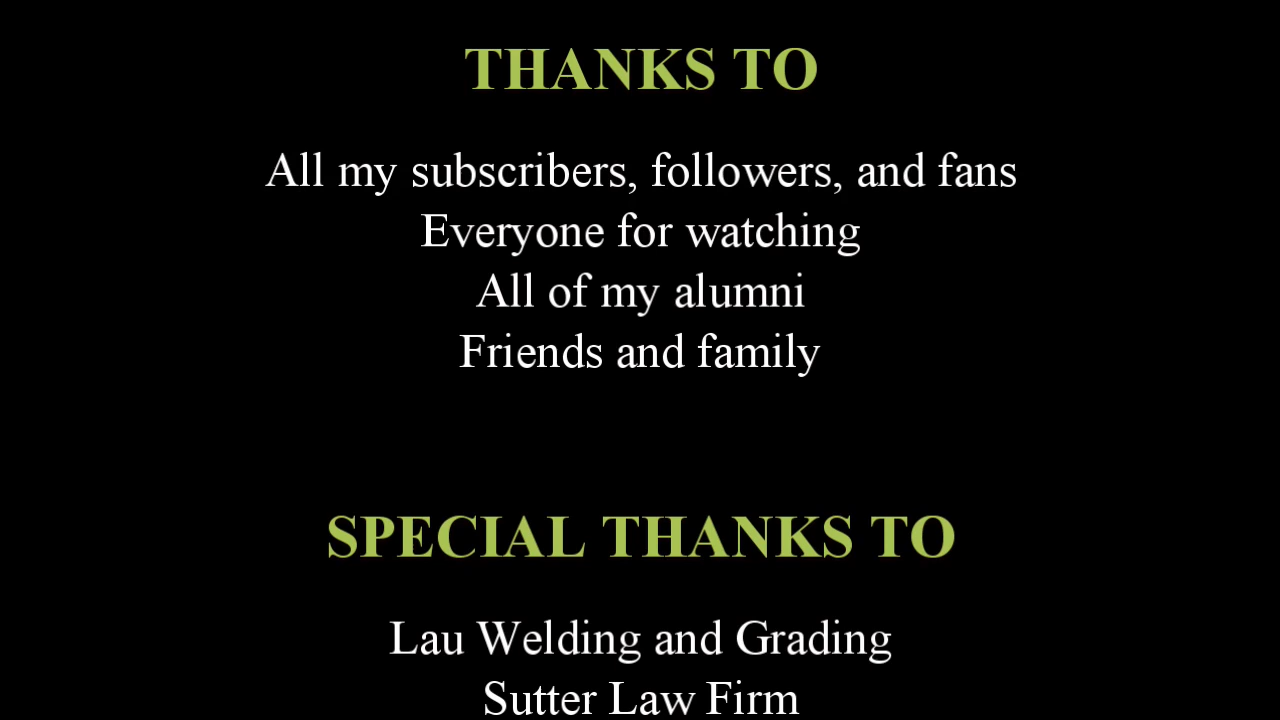 THANKS TO
All my subscribers, followers, and fans
Everyone for watching
All of my alumni
Friends and family
SPECIAL THANKS TO
Lau Welding and Grading
Sutter Law Firm